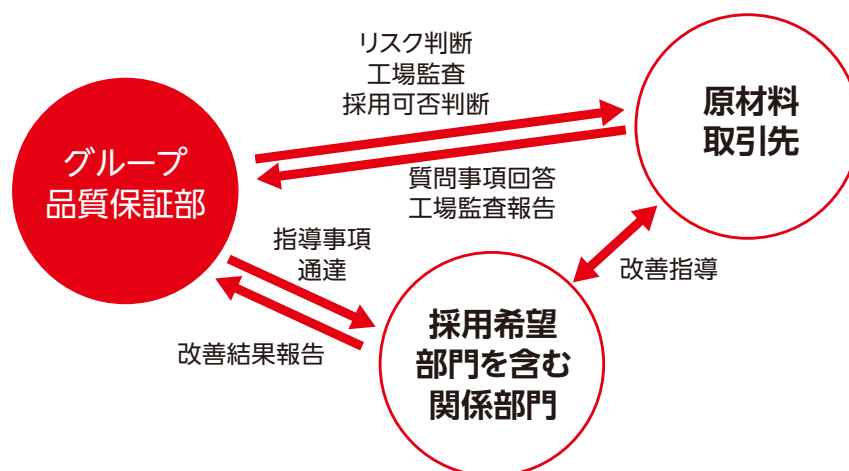 リスク判断
工場監査
採用可否判断
原材料
取引先
グループ
品質保証部
質問事項回答
工場監査報告
指導事項
通達
改善指導
改善結果報告
採用希望
部門を含む
関係部門